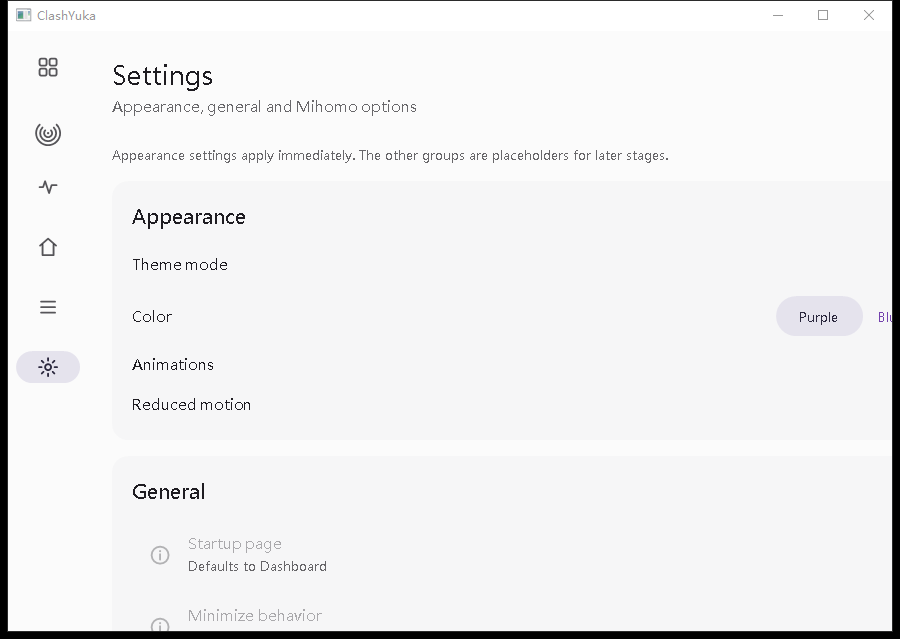 ClashYuka
Settings
Appearance, general and Mihomo options
Appearance settings apply immediately. The other groups are placeholders for later stages.
Appearance
Theme mode
Color
Purple
Animations
Reduced motion
General
Startup page
Defaults to Dashboard
Minimize behavior